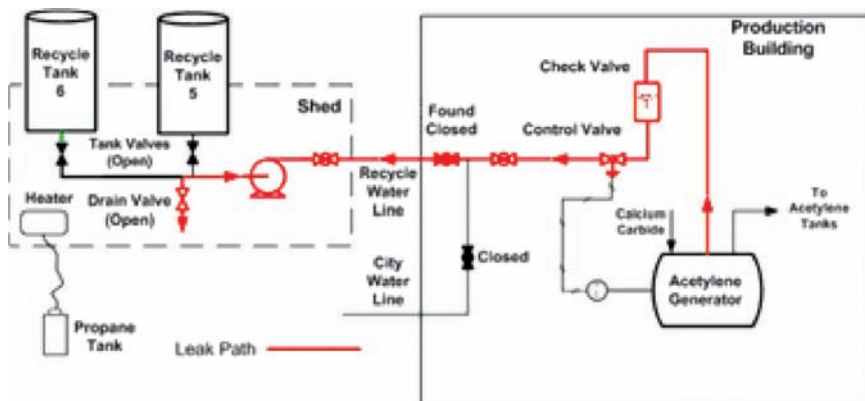 Recycle
Tank
6
Recycle
Tank
5
Shed
Tank Valves
(Open)
Drain Valve
(Open)
Heater
Propane
Tank
Leak Path
Recycle
Water
Line
City
Water
Line
Production
Building
Check Valve
Found
Closed
Control Valve
Closed
Calcium
Carbide
To
Acetylene
Tanks
Acetylene
Generator